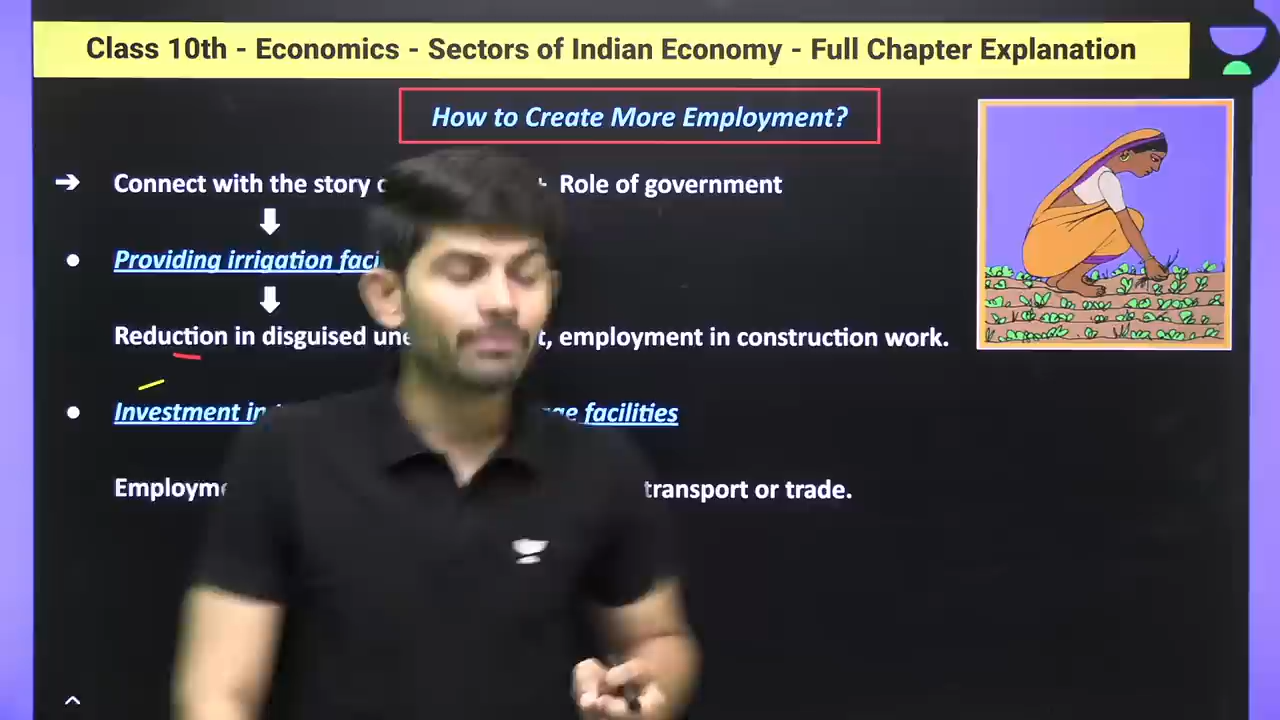 Class 10th - Economics - Sectors of Indian Economy - Full Chapter Explanation
How to Create More Employment?
➔ Connect with the story Role of government
• Providing irrigation
Reduction in disguised employment in construction work.
• Investment in facilities
transport or trade.